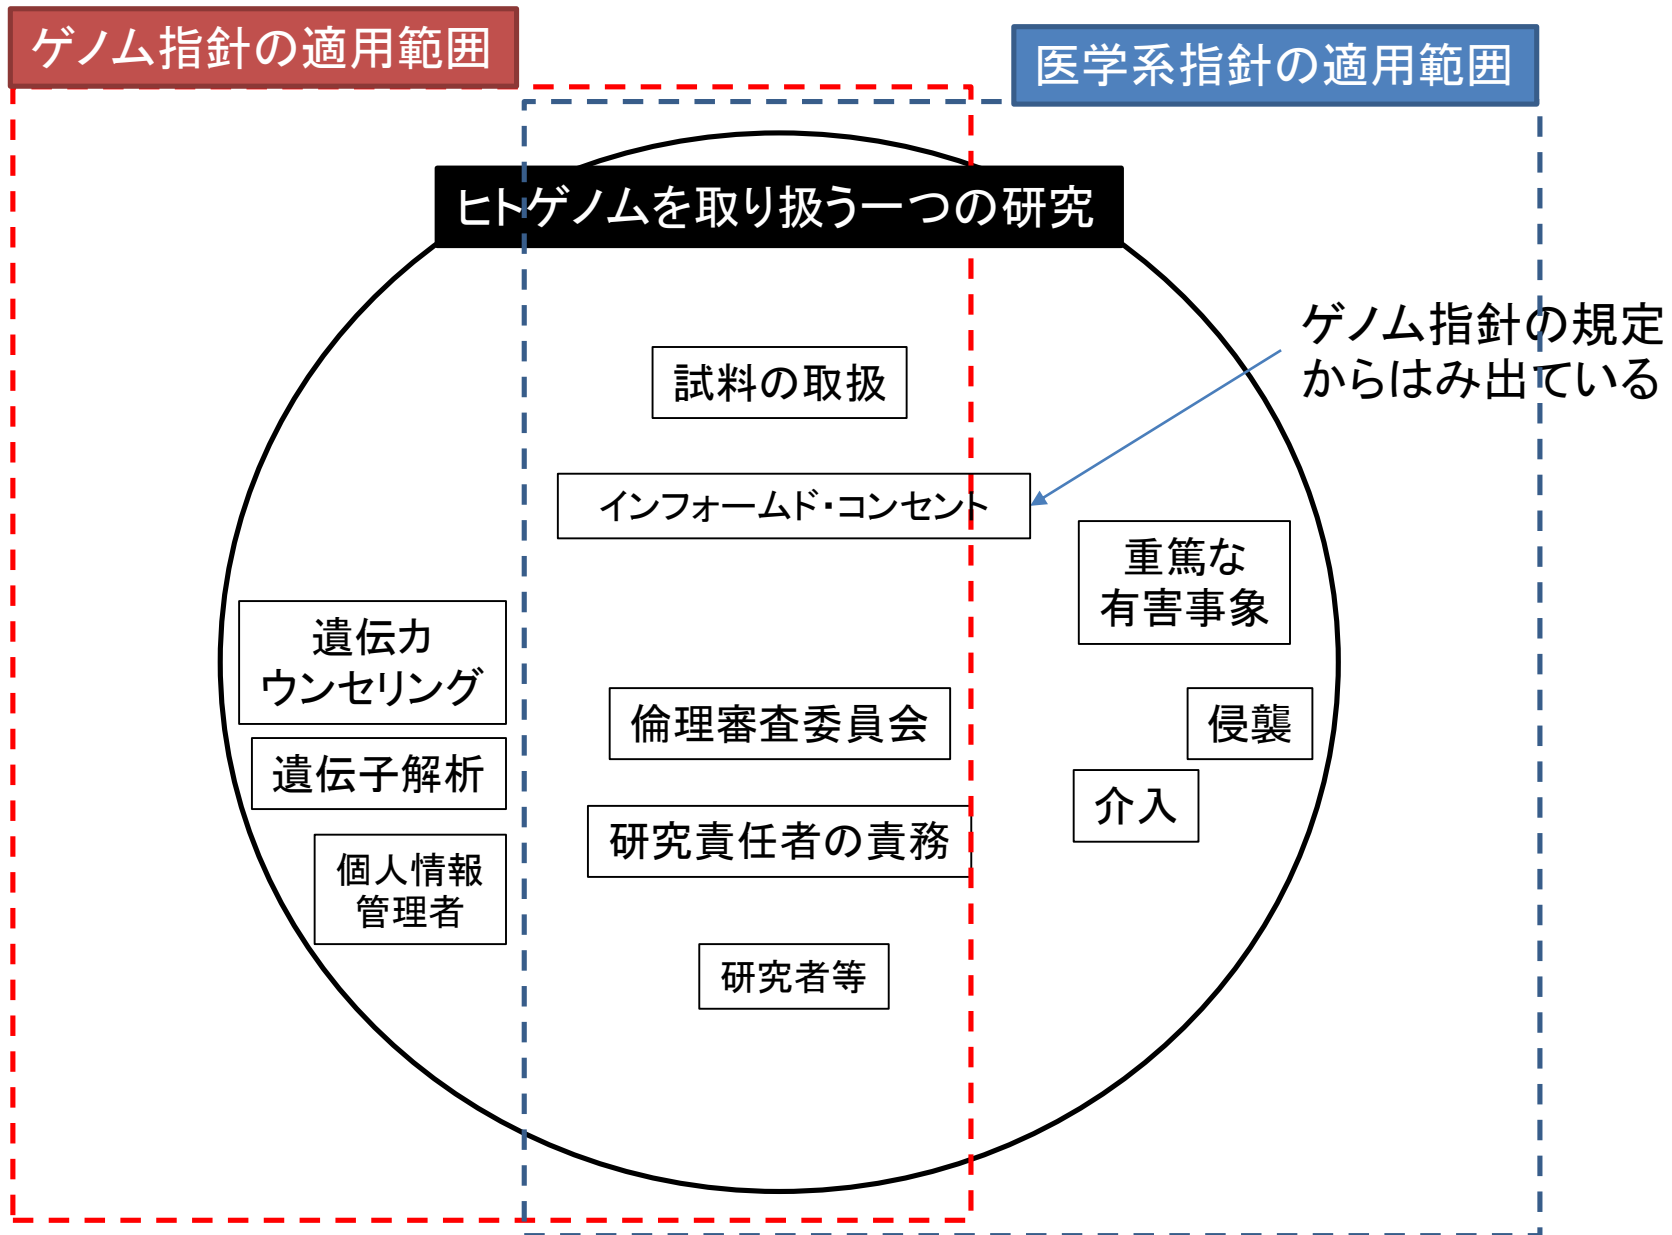 ゲノム指針の適用範囲
医学系指針の適用範囲
ヒトゲノムを取り扱う一つの研究
ゲノム指針の規定
からはみ出ている
試料の取扱
インフォームド・コンセント
重篤な
有害事象
遺伝カ
ウンセリング
倫理審査委員会
侵襲
遺伝子解析
介入
研究責任者の責務
個人情報
管理者
研究者等